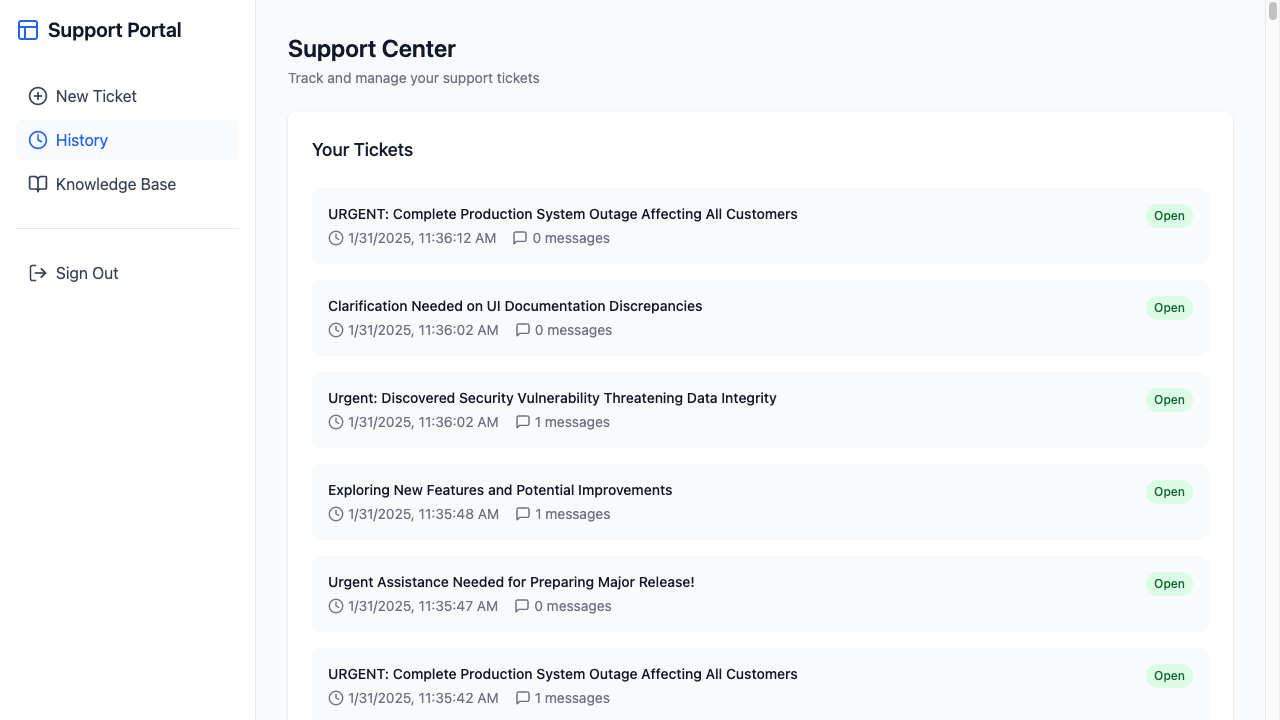 Support Portal
New Ticket
History
Knowledge Base
Sign Out
Support Center
Track and manage your support tickets
Your Tickets
URGENT: Complete Production System Outage Affecting All Customers
Open
1/31/2025, 11:36:12 AM 0 messages
Clarification Needed on UI Documentation Discrepancies
Open
1/31/2025, 11:36:02 AM 0 messages
Urgent: Discovered Security Vulnerability Threatening Data Integrity
Open
1/31/2025, 11:36:02 AM 1 messages
Exploring New Features and Potential Improvements
Open
1/31/2025, 11:35:48 AM 1 messages
Urgent Assistance Needed for Preparing Major Release!
Open
1/31/2025, 11:35:47 AM 0 messages
URGENT: Complete Production System Outage Affecting All Customers
Open
1/31/2025, 11:35:42 AM 1 messages